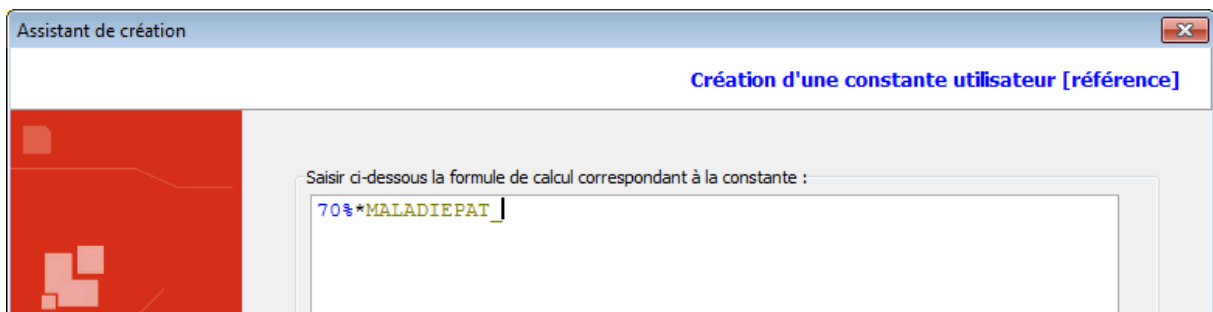 Assistant de création
Création d'une constante utilisateur [référence]
Saisir ci-dessous la formule de calcul correspondant à la constante :
70%*MALADIEPAT_